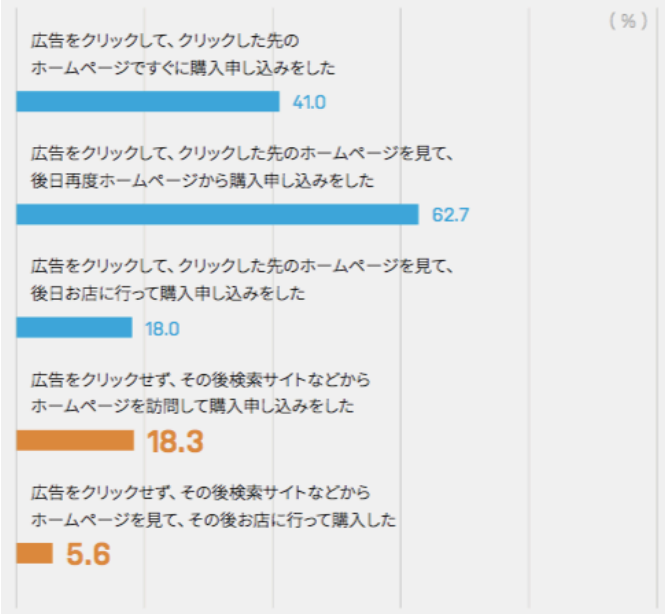 (%)
広告をクリックして、クリックした先の
ホームページですぐに購入申し込みをした
41.0
広告をクリックして、クリックした先のホームページを見て、
後日再度ホームページから購入申し込みをした
62.7
広告をクリックして、クリックした先のホームページを見て、
後日お店に行って購入申し込みをした
18.0
広告をクリックせず、その後検索サイトなどから
ホームページを訪問して購入申し込みをした
18.3
広告をクリックせず、その後検索サイトなどから
ホームページを見て、その後お店に行って購入した
5.6